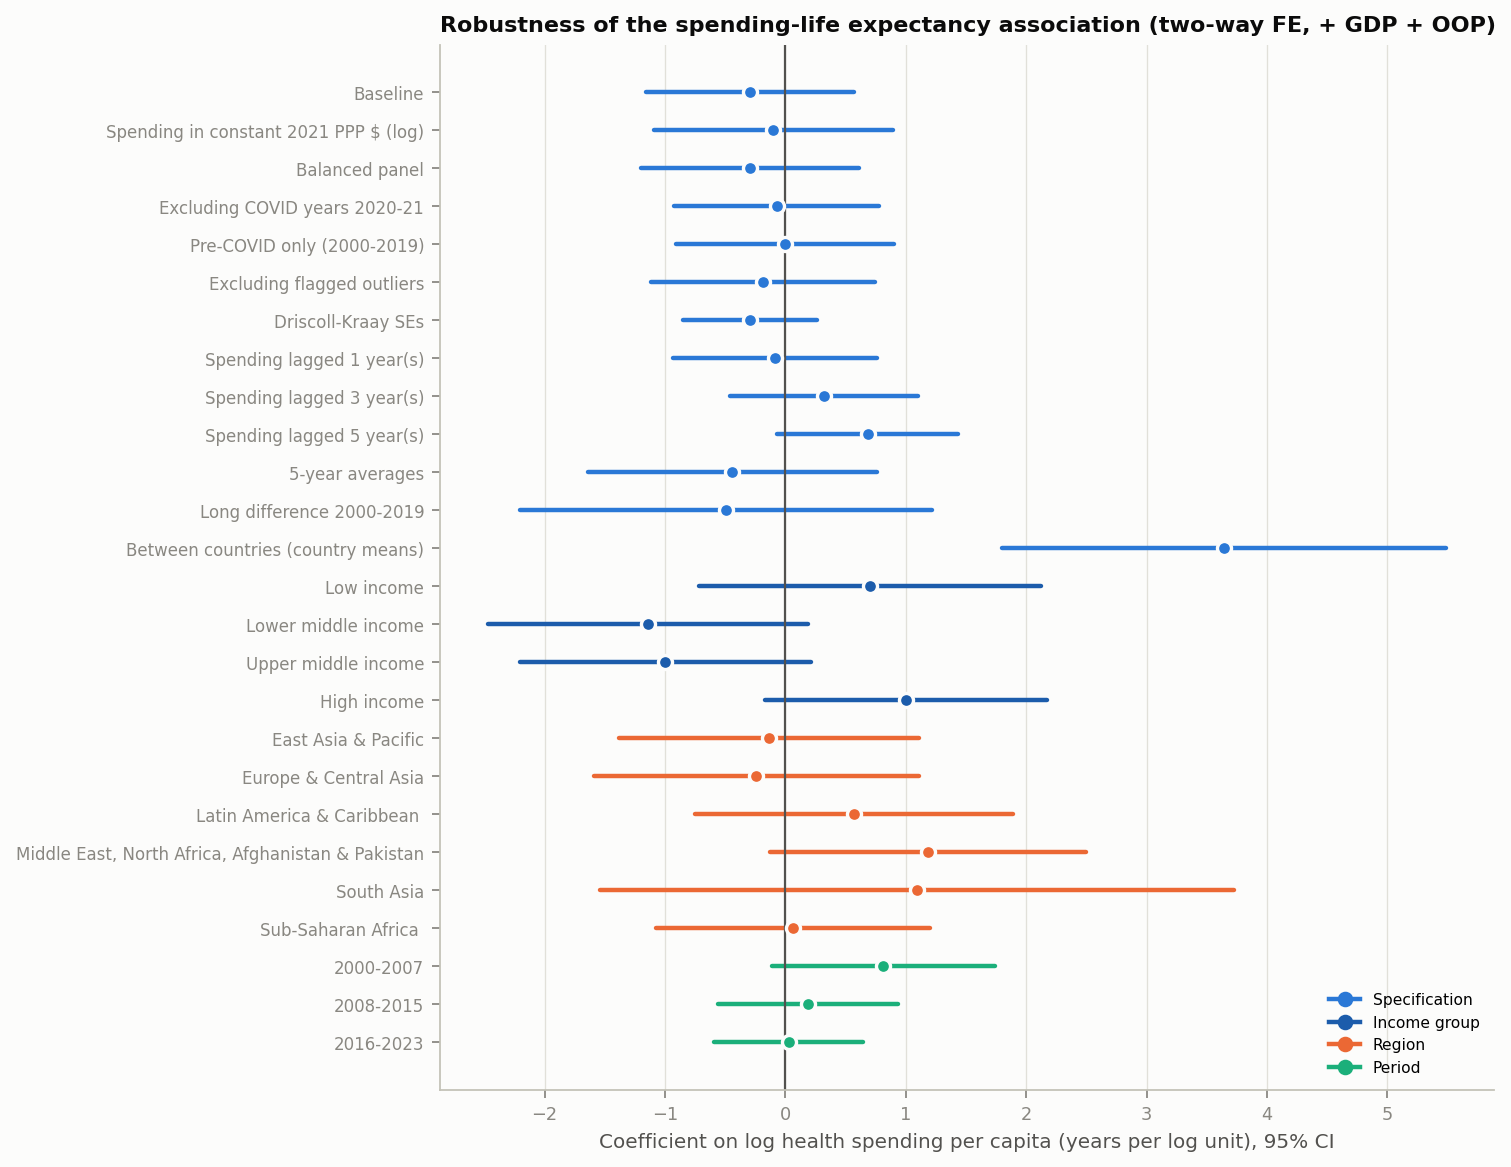 Robustness of the spending-life expectancy association (two-way FE, + GDP + OOP)
Baseline
Spending in constant 2021 PPP $ (log)
Balanced panel
Excluding COVID years 2020-21
Pre-COVID only (2000-2019)
Excluding flagged outliers
Driscoll-Kraay SEs
Spending lagged 1 year(s)
Spending lagged 3 year(s)
Spending lagged 5 year(s)
5-year averages
Long difference 2000-2019
Between countries (country means)
Low income
Lower middle income
Upper middle income
High income
East Asia & Pacific
Europe & Central Asia
Latin America & Caribbean
Middle East, North Africa, Afghanistan & Pakistan
South Asia
Sub-Saharan Africa
2000-2007
2008-2015
2016-2023
Specification
Income group
Region
Period
−2 −1 0 1 2 3 4 5
Coefficient on log health spending per capita (years per log unit), 95% CI